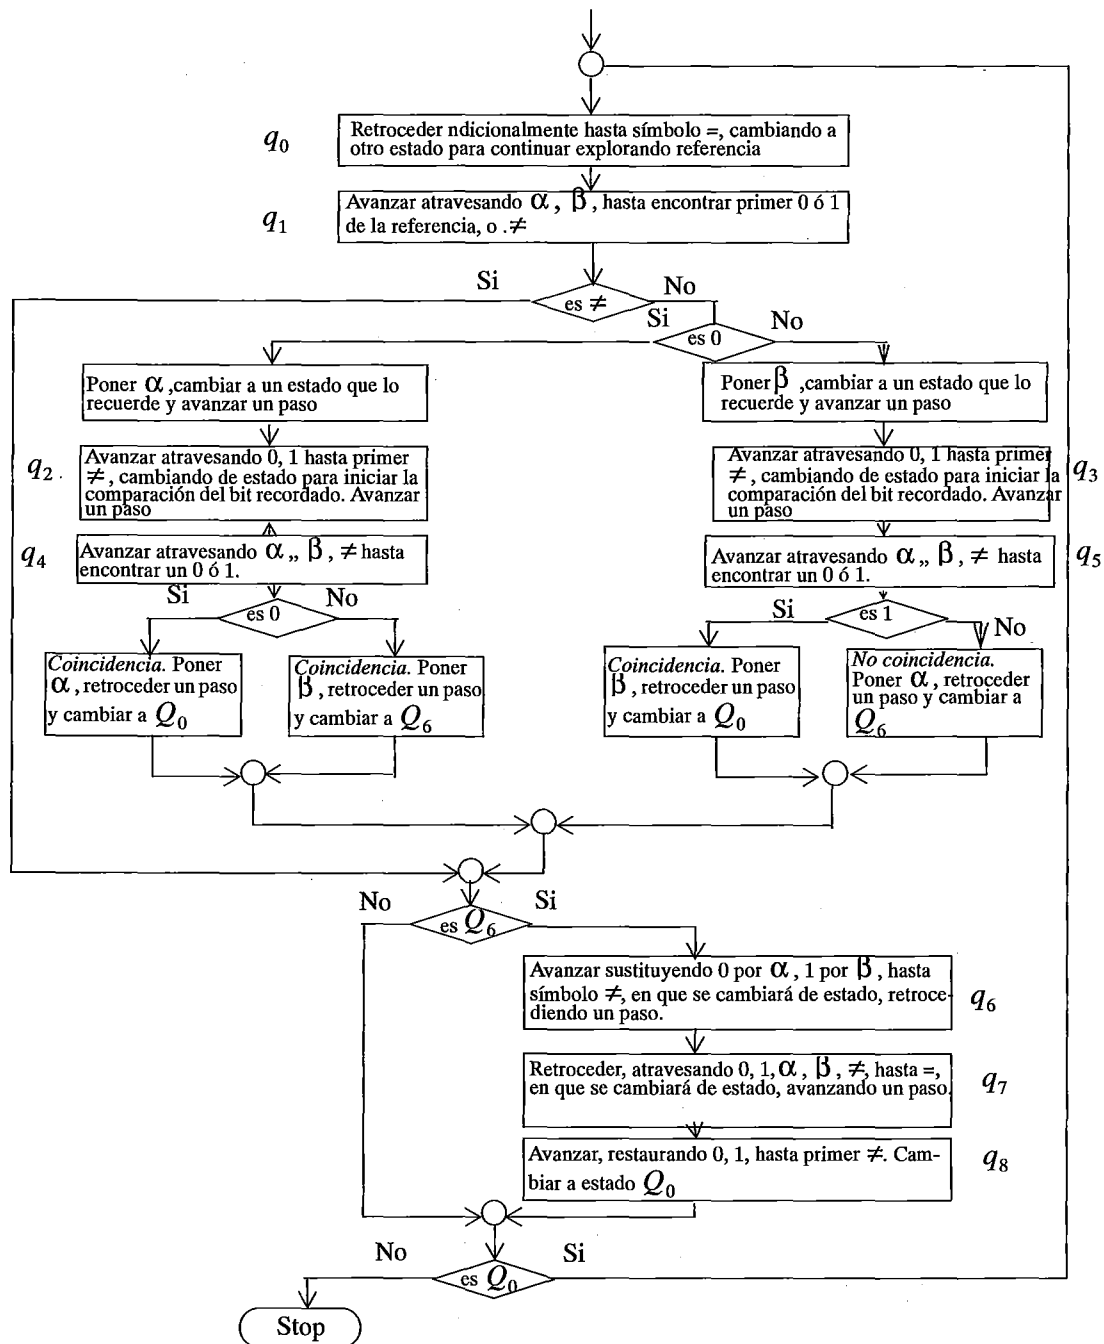 q0
Retroceder ndicionalmente hasta símbolo =, cambiando a
otro estado para continuar explorando referencia
q1
Avanzar atravesando α, β, hasta encontrar primer 0 ó 1
de la referencia, o .≠
Si
es ≠
No
Si
es 0
No
Poner α ,cambiar a un estado que lo
recuerde y avanzar un paso
Poner β ,cambiar a un estado que lo
recuerde y avanzar un paso
q2 .
Avanzar atravesando 0, 1 hasta primer
≠, cambiando de estado para iniciar la
comparación del bit recordado. Avanzar
un paso
Avanzar atravesando 0, 1 hasta primer
≠, cambiando de estado para iniciar la
comparación del bit recordado. Avanzar
un paso
q3
q4
Avanzar atravesando α,, β, ≠ hasta
encontrar un 0 ó 1.
Avanzar atravesando α,, β, ≠ hasta
encontrar un 0 ó 1.
q5
Si
es 0
No
Si
es 1
No
Coincidencia. Poner
α, retroceder un paso
y cambiar a Q0
Coincidencia. Poner
β, retroceder un paso
y cambiar a Q6
Coincidencia. Poner
β, retroceder un paso
y cambiar a Q0
No coincidencia.
Poner α, retroceder
un paso y cambiar a
Q6
No
es Q6
Si
Avanzar sustituyendo 0 por α, 1 por β, hasta
símbolo ≠, en que se cambiará de estado, retroce-
diendo un paso.
q6
Retroceder, atravesando 0, 1, α, β, ≠, hasta =,
en que se cambiará de estado, avanzando un paso.
q7
Avanzar, restaurando 0, 1, hasta primer ≠. Cam-
biar a estado Q0
q8
No
es Q0
Si
Stop